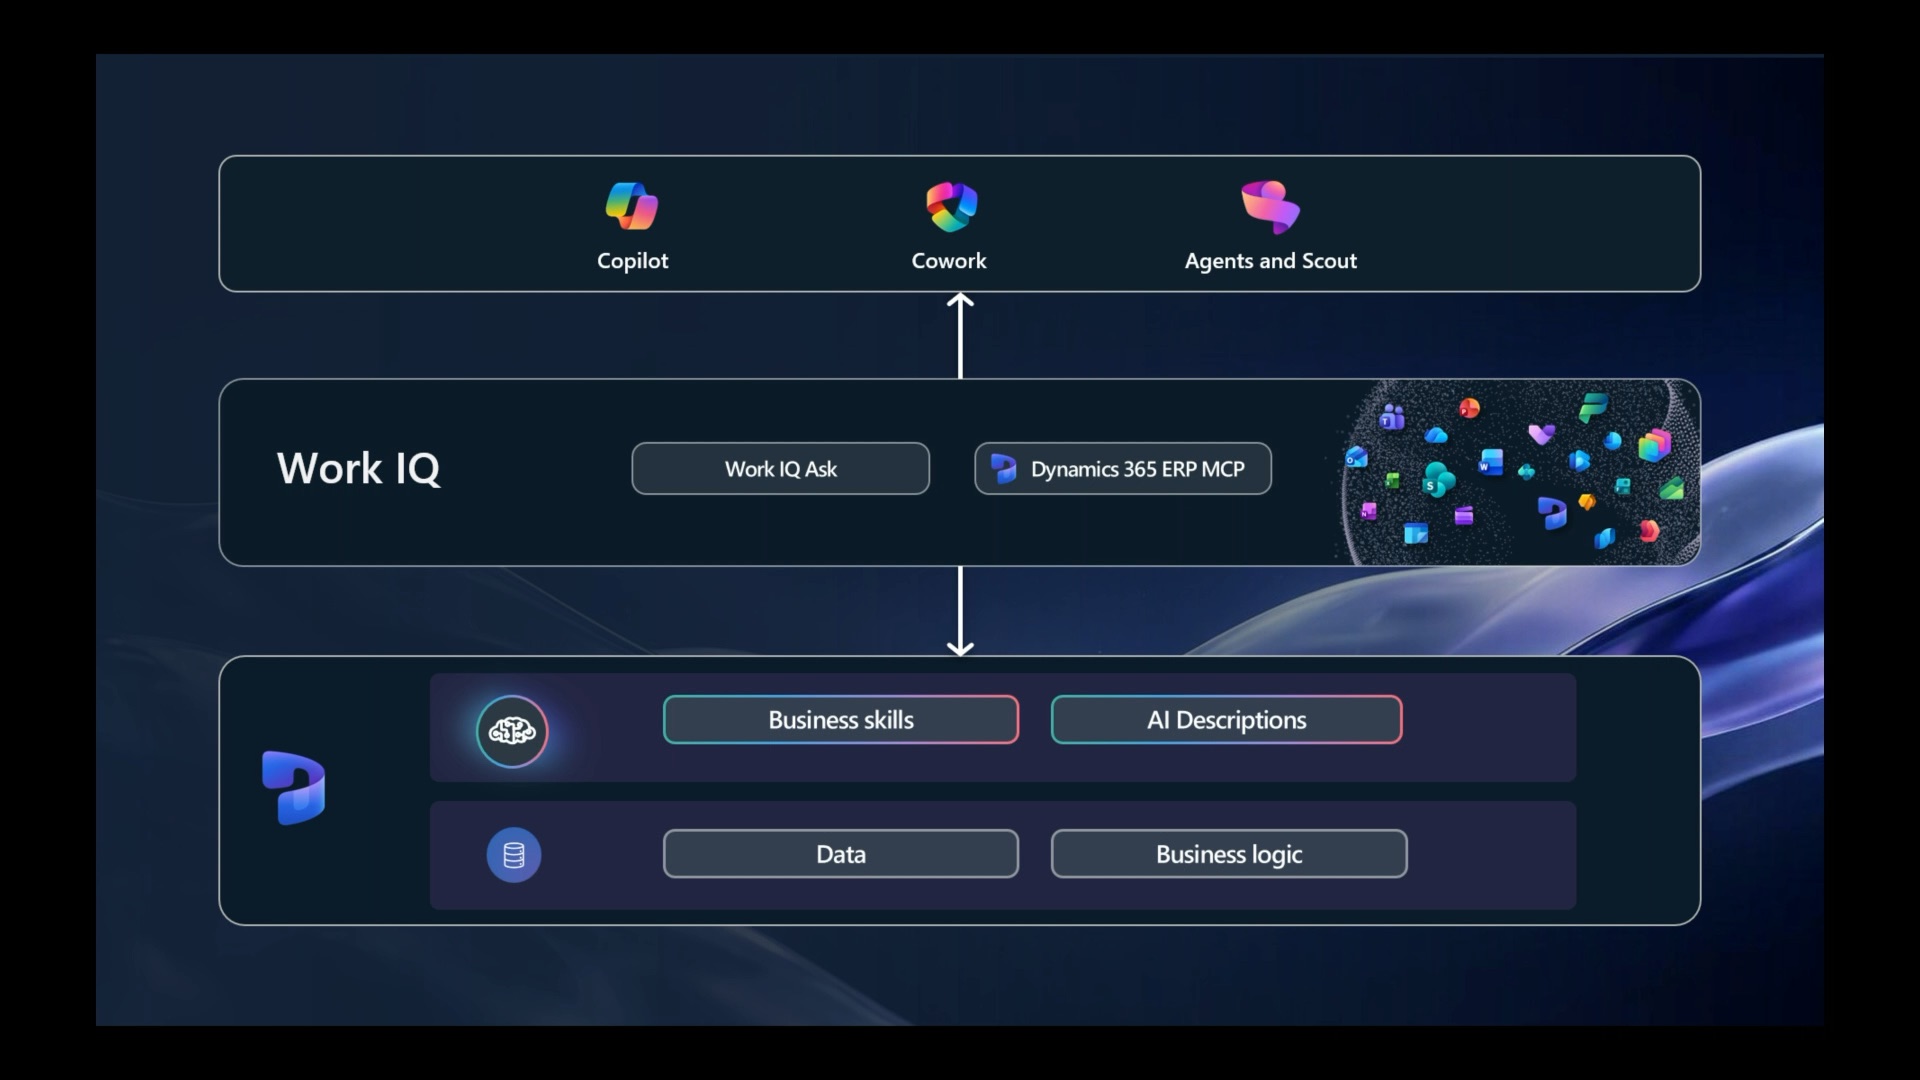 Copilot
Cowork
Agents and Scout
Work IQ
Work IQ Ask
Dynamics 365 ERP MCP
Business skills
AI Descriptions
Data
Business logic